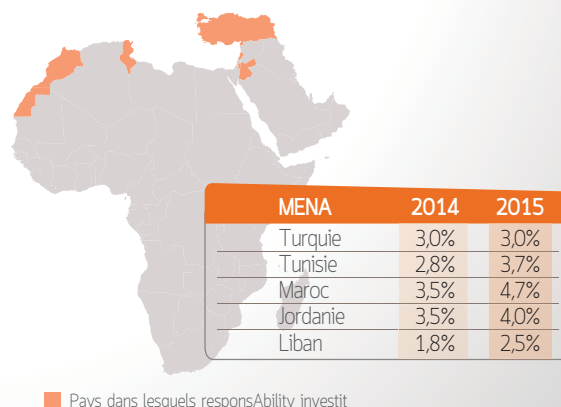 MENA 2014 2015
Turquie 3,0% 3,0%
Tunisie 2,8% 3,7%
Maroc 3,5% 4,7%
Jordanie 3,5% 4,0%
Liban 1,8% 2,5%
Pays dans lesquels responsAbility investit